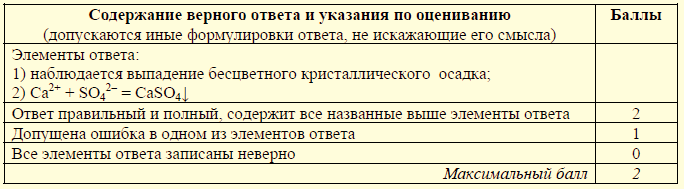 Содержание верного ответа и указания по оцениванию Баллы
(допускаются иные формулировки ответа, не искажающие его смысла)
Элементы ответа:
1) наблюдается выпадение бесцветного кристаллического осадка;
2) Ca²⁺ + SO₄²⁻ = CaSO₄↓
Ответ правильный и полный, содержит все названные выше элементы ответа 2
Допущена ошибка в одном из элементов ответа 1
Все элементы ответа записаны неверно 0
Максимальный балл 2